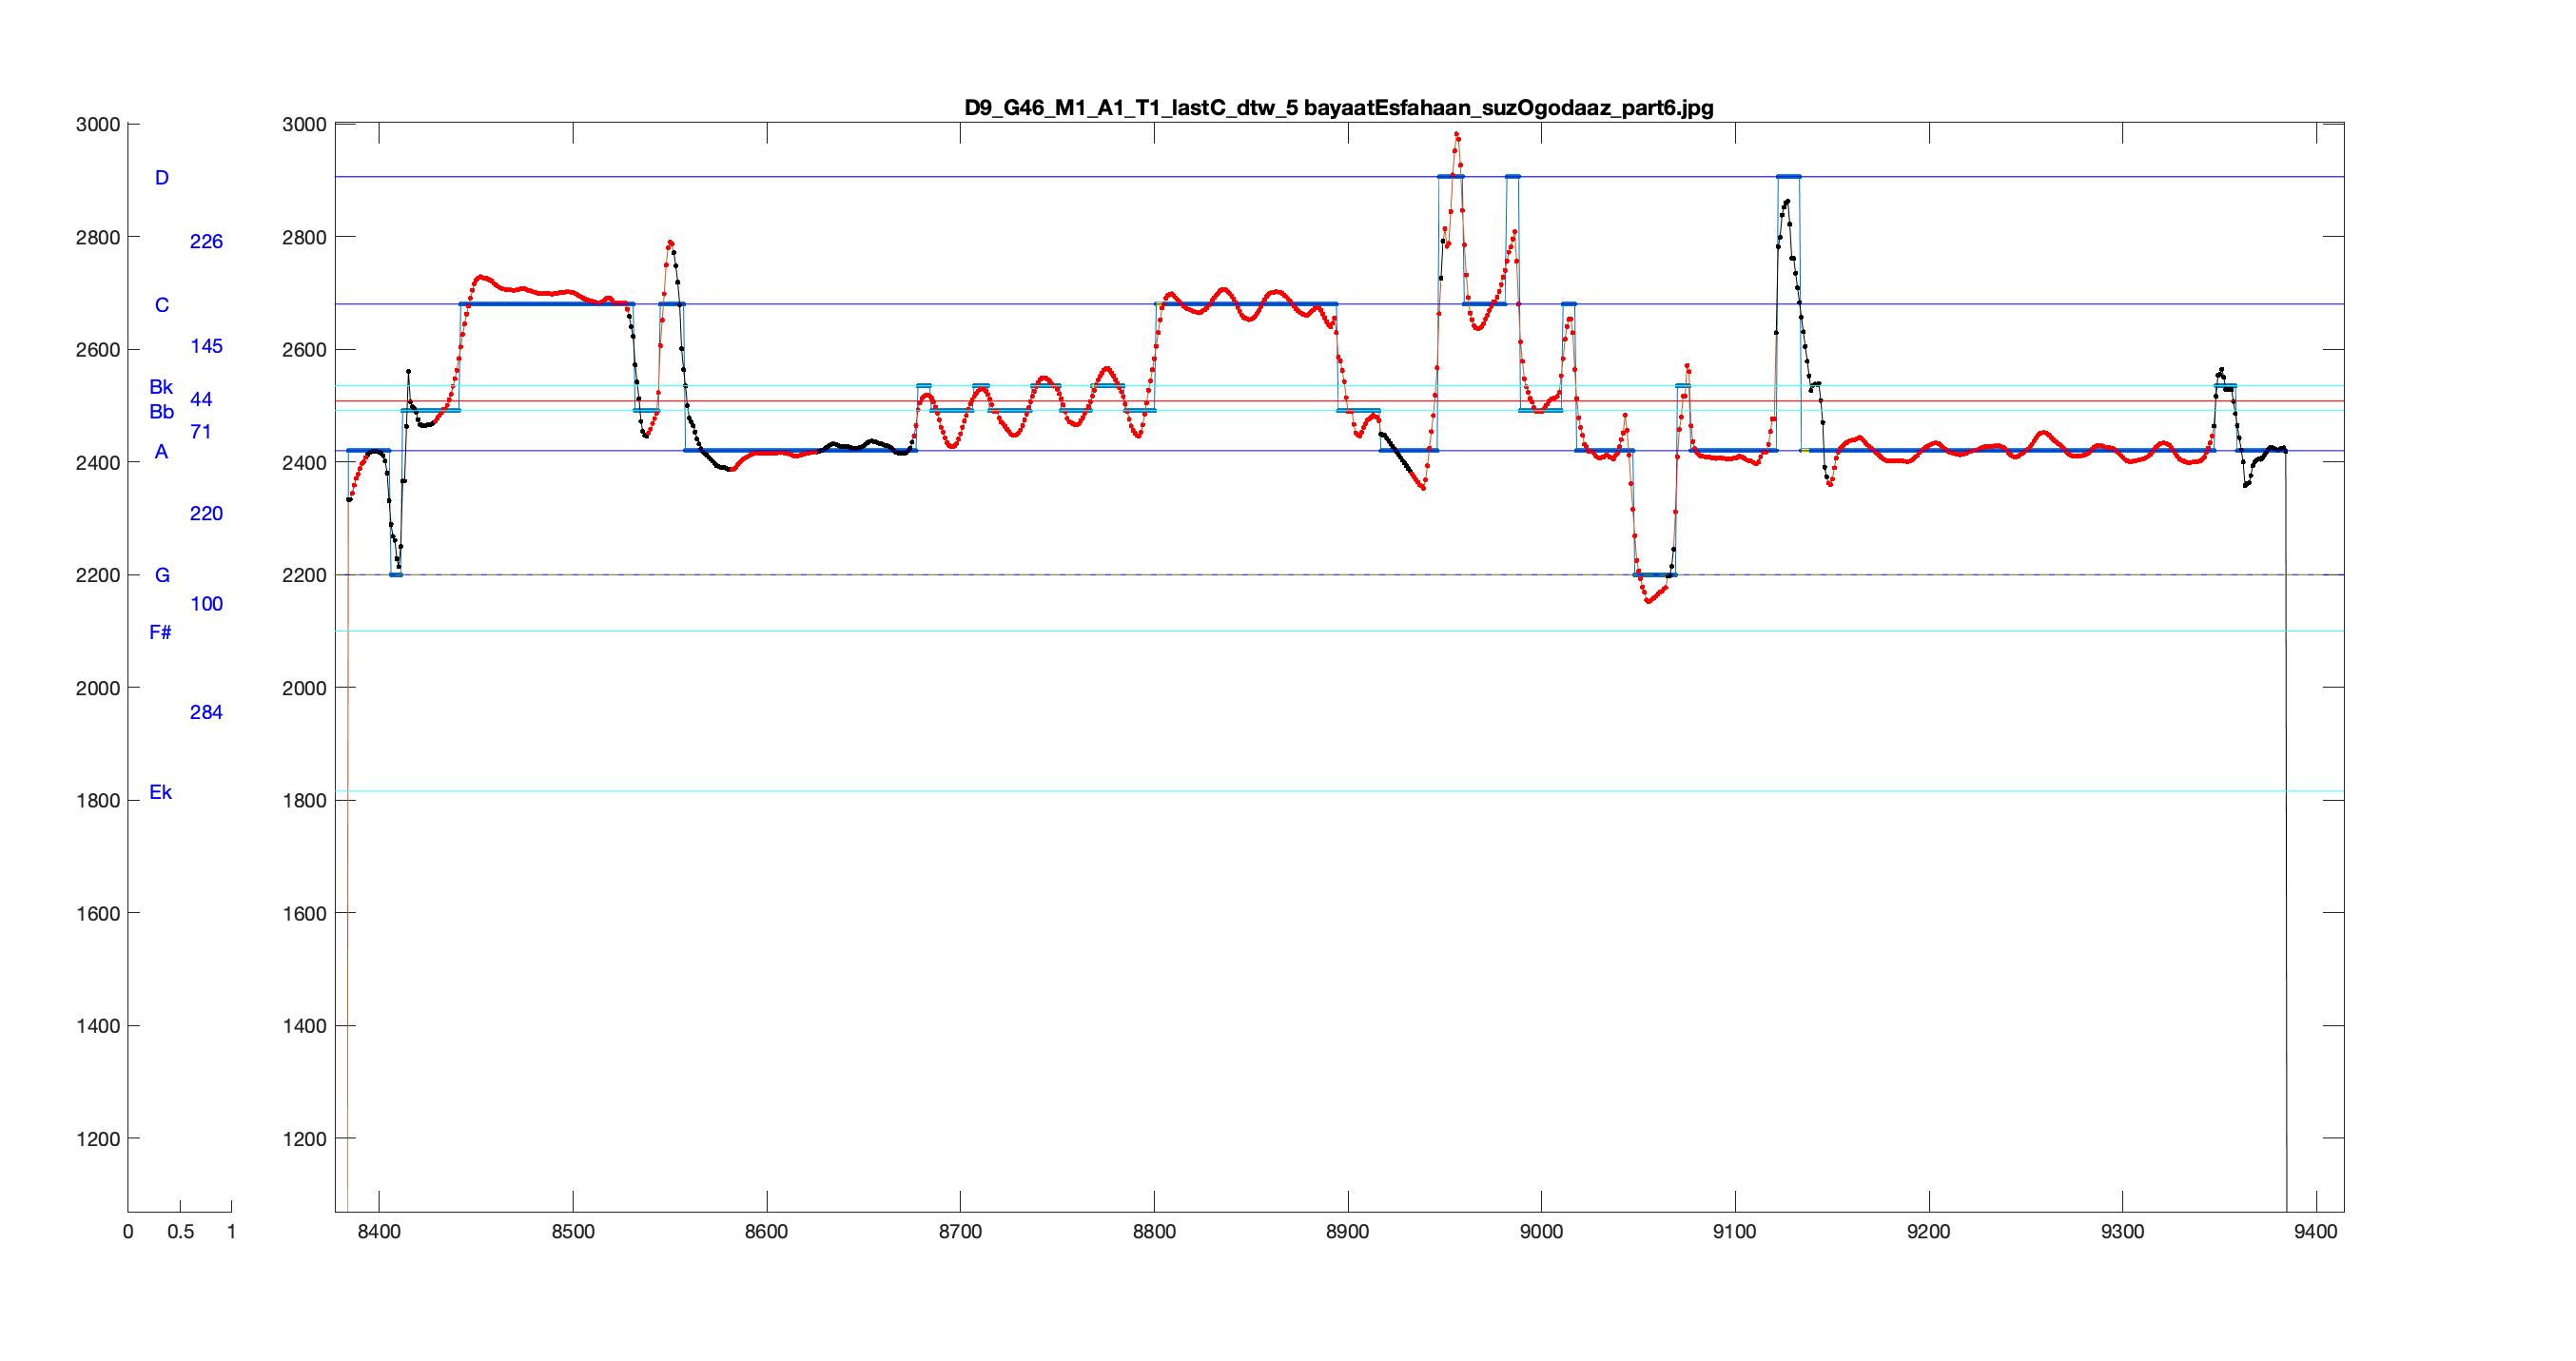 D9_G46_M1_A1_T1_lastC_dtw_5 bayaatEsfahaan_suzOgodaaz_part6.jpg
3000 3000
D
2800 226 2800
C
2600 145 2600
Bk
44
Bb
71
A
2400 2400
220
2200 G 2200
100
F#
2000 2000
284
1800 Ek 1800
1600 1600
1400 1400
1200 1200
0 0.5 1 8400 8500 8600 8700 8800 8900 9000 9100 9200 9300 9400